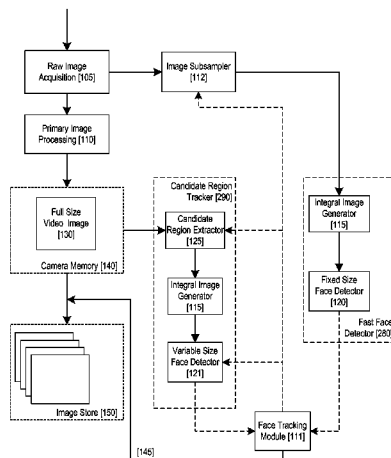 Raw Image
Acquisition [105]
Image Subsampler
[112]
Primary Image
Processing [110]
Candidate Region
Tracker [290]
Full Size
Video Image
[130]
Candidate
Region Extractor
[125]
Integral Image
Generator
[115]
Camera Memory [140]
Integral Image
Generator
[115]
Fixed Size
Face Detector
[120]
Variable Size
Face Detector
[121]
Fast Face
Detector [280]
Image Store [150]
Face Tracking
Module [111]
[145]